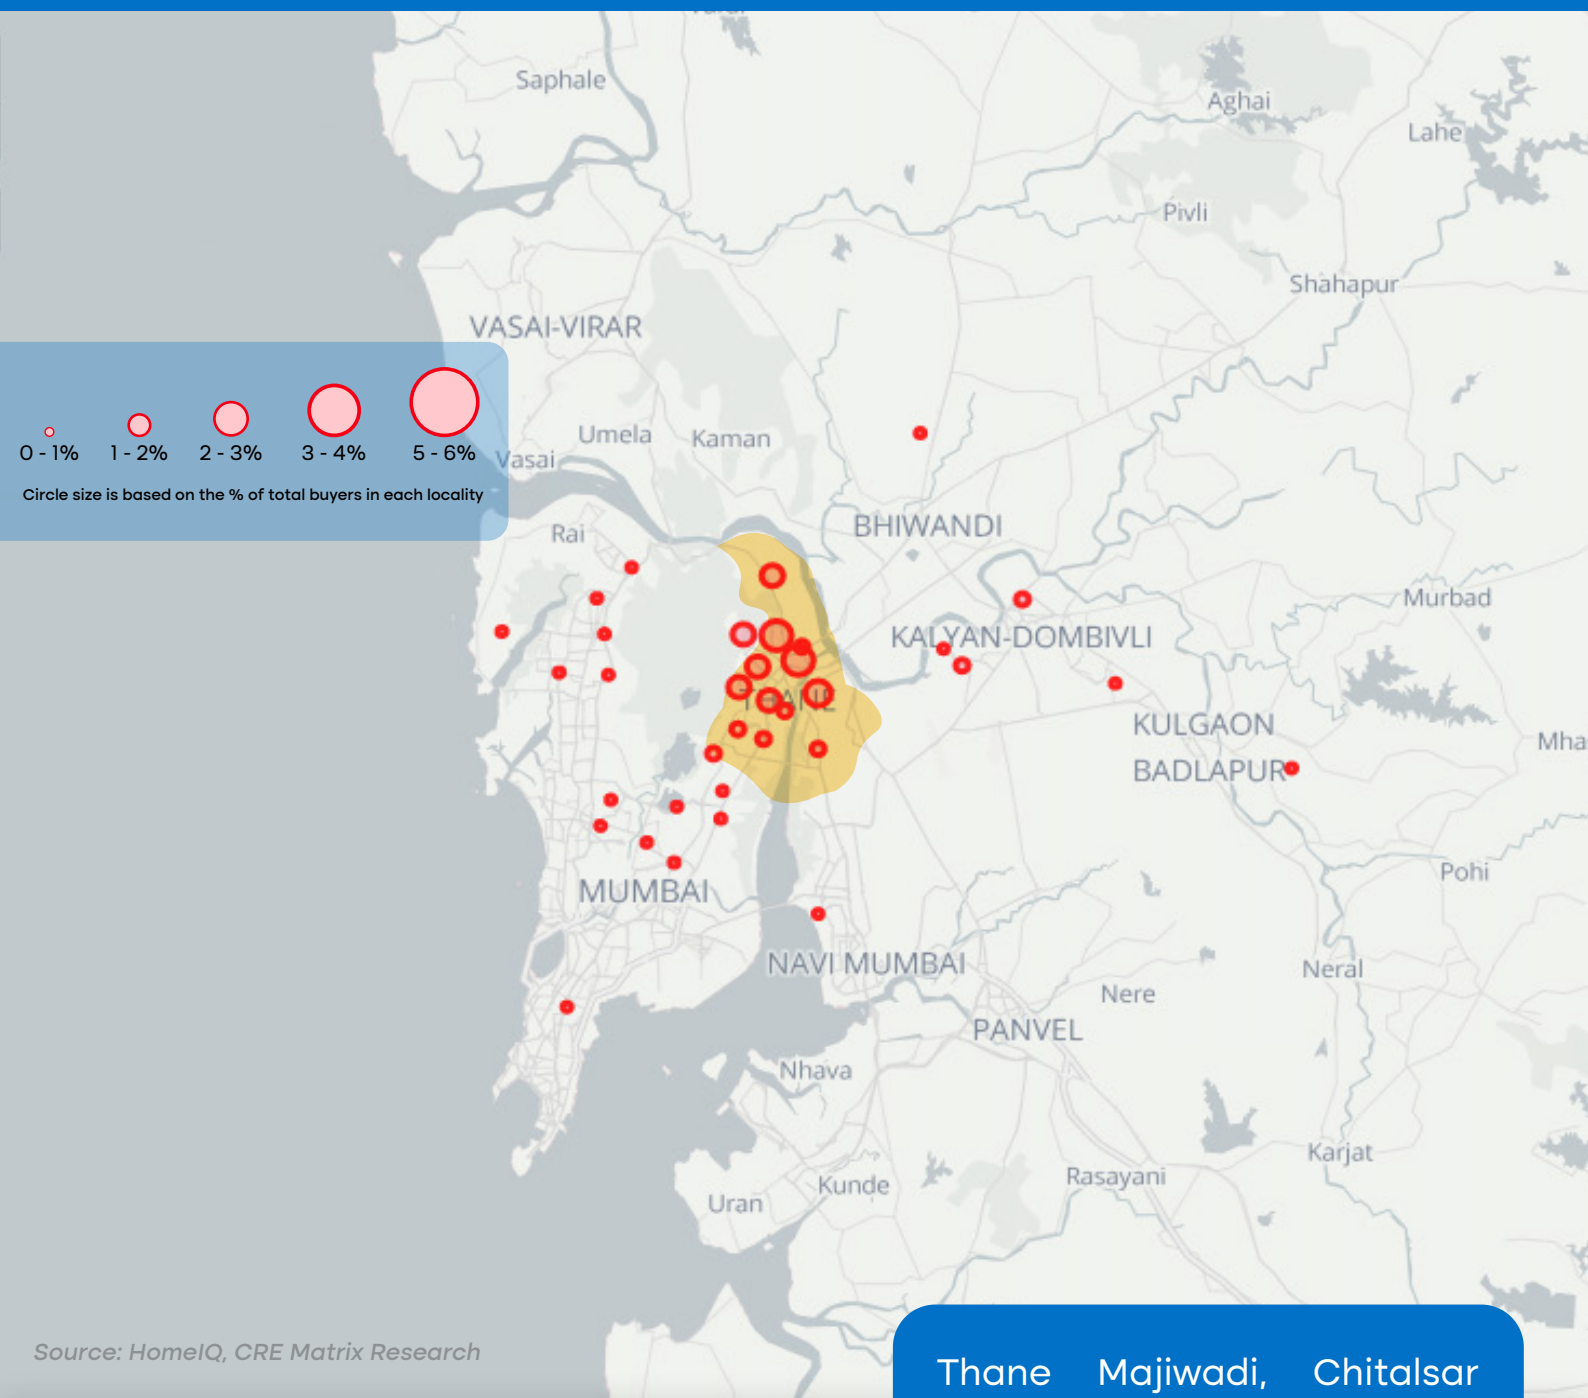 Saphale
Aghai
Lahe
Pivli
Shahapur
VASAI-VIRAR
0 - 1%
1 - 2%
2 - 3%
3 - 4%
5 - 6%
Circle size is based on the % of total buyers in each locality
Umela
Kaman
Vasai
Rai
BHIWANDI
Murbad
KALYAN-DOMBIVLI
THANE
KULGAON
BADLAPUR
Mha
Pohi
MUMBAI
NAVI MUMBAI
Neral
Nere
PANVEL
Nhava
Karjat
Rasayani
Kunde
Uran
Source: HomeIQ, CRE Matrix Research
Thane Majiwadi, Chitalsar